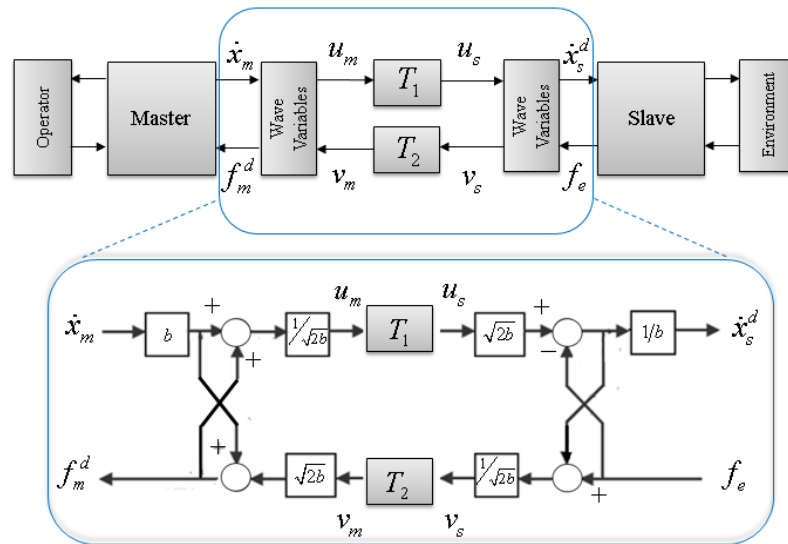 ẋₘ uₘ T₁ uₛ ẋₛᵈ
Operator
Master
Wave Variables
Wave Variables
Slave
Environment
fₘᵈ vₘ T₂ vₛ fₑ
uₘ uₛ
ẋₘ b + + 1/√2b T₁ √2b + − 1/b ẋₛᵈ
+
fₘᵈ √2b T₂ 1/√2b + fₑ
vₘ vₛ